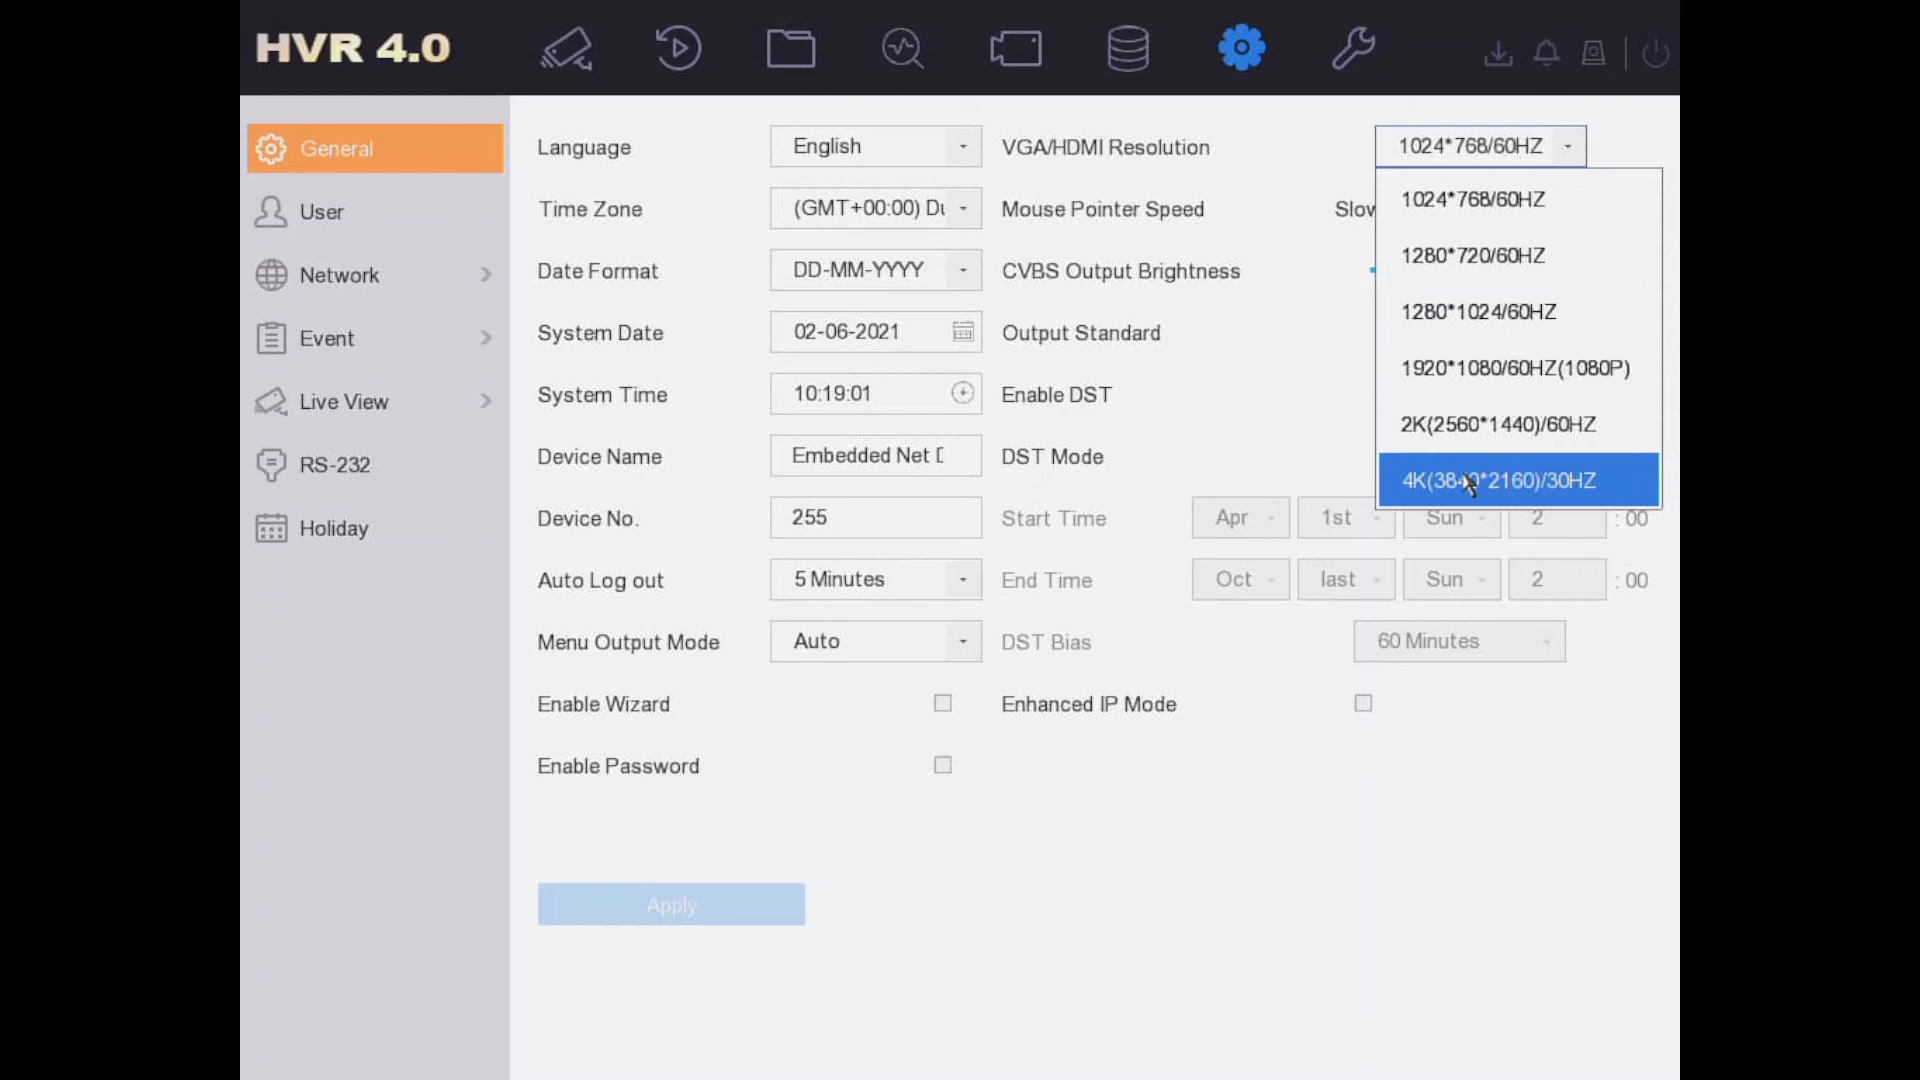 HVR 4.0
General
User
Network
Event
Live View
RS-232
Holiday
Language English
Time Zone (GMT+00:00)
Date Format DD-MM-YYYY
System Date 02-06-2021
System Time 10:19:01
Device Name Embedded Net
Device No. 255
Auto Log out 5 Minutes
Menu Output Mode Auto
Enable Wizard
Enable Password
Apply
VGA/HDMI Resolution 1024*768/60HZ
1024*768/60HZ
1280*720/60HZ
1280*1024/60HZ
1920*1080/60HZ(1080P)
2K(2560*1440)/60HZ
4K(3840*2160)/30HZ
Mouse Pointer Speed Slow
CVBS Output Brightness
Output Standard
Enable DST
DST Mode
Start Time Apr 1st Sun 2 : 00
End Time Oct last Sun 2 : 00
DST Bias 60 Minutes
Enhanced IP Mode